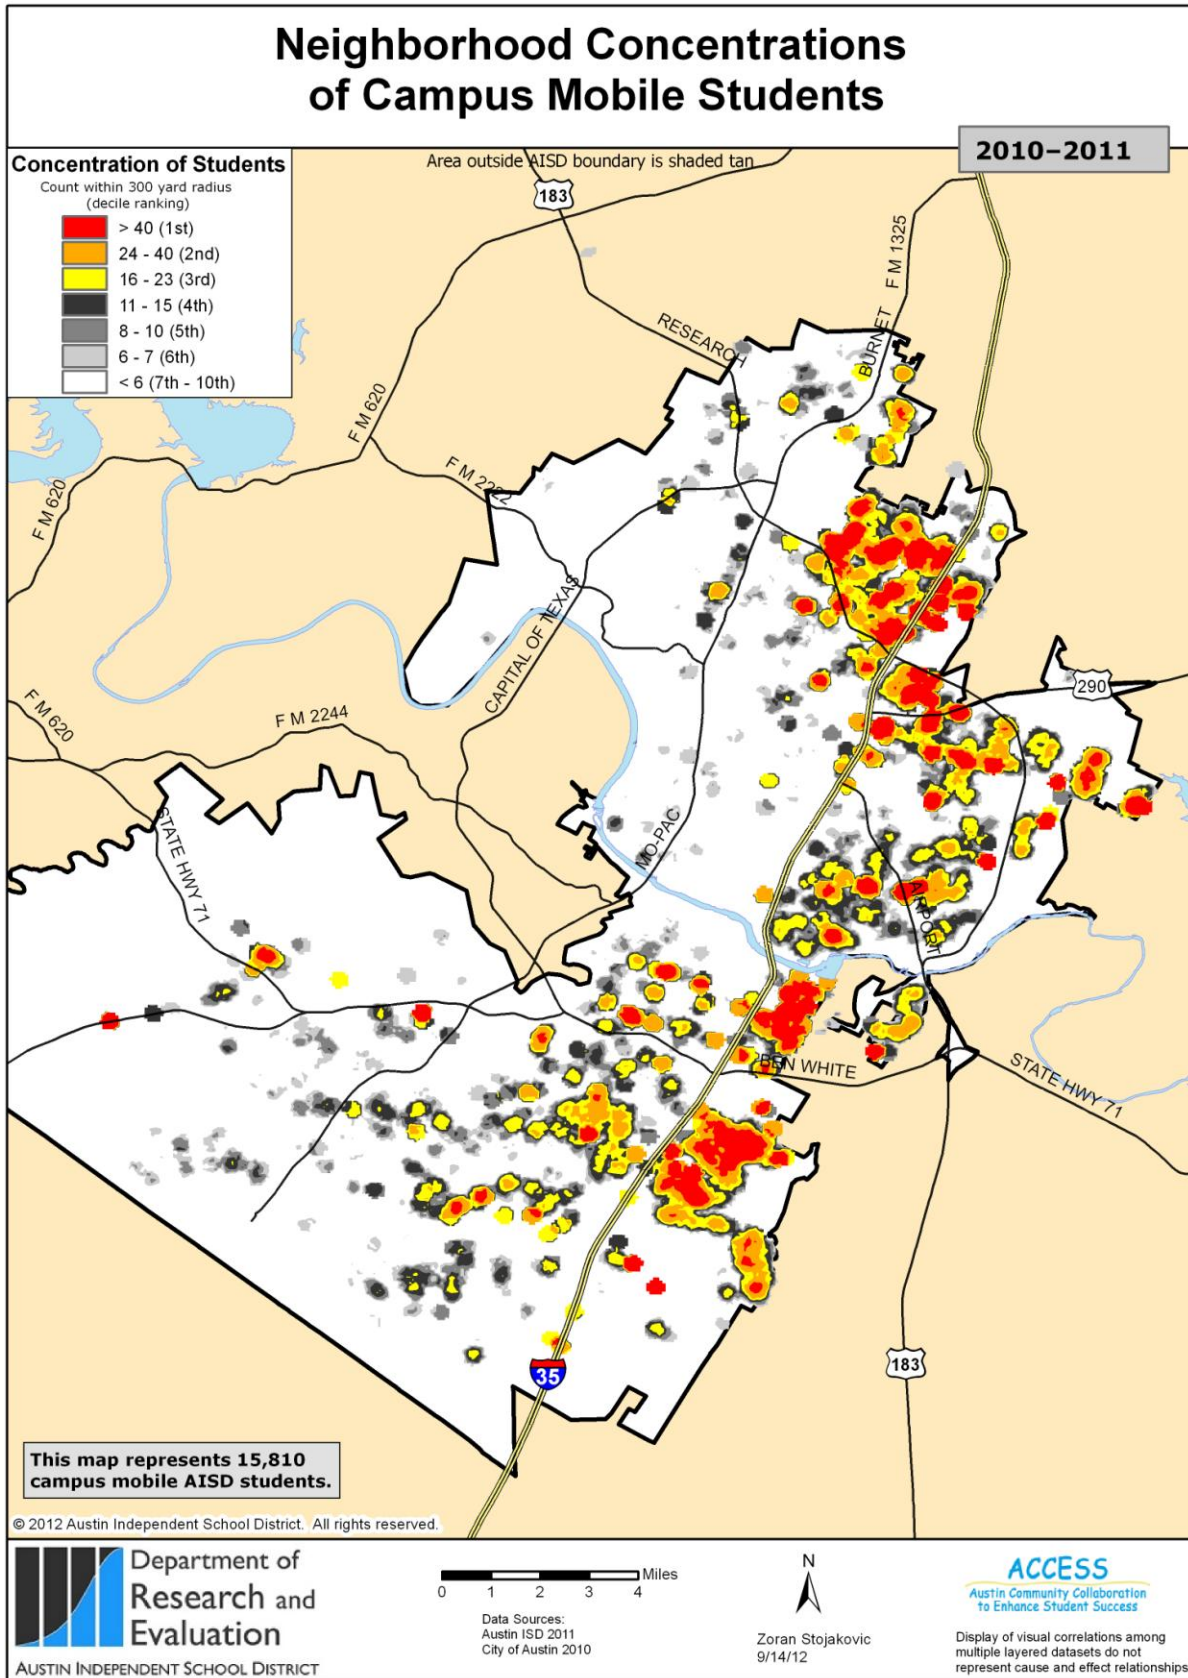 Neighborhood Concentrations
of Campus Mobile Students
2010–2011
Concentration of Students
Count within 300 yard radius
(decile ranking)
> 40 (1st)
24 - 40 (2nd)
16 - 23 (3rd)
11 - 15 (4th)
8 - 10 (5th)
6 - 7 (6th)
< 6 (7th - 10th)
Area outside AISD boundary is shaded tan
183
F M 1325
BURNET
RESEARCH
F M 620
F M 2222
F M 620
CAPITAL OF TEXAS
290
F M 620
F M 2244
STATE HWY 71
MO-PAC
AIRPORT
BEN WHITE
STATE HWY 71
183
35
This map represents 15,810
campus mobile AISD students.
© 2012 Austin Independent School District. All rights reserved.
Department of
Research and
Evaluation
AUSTIN INDEPENDENT SCHOOL DISTRICT
0 1 2 3 4 Miles
Data Sources:
Austin ISD 2011
City of Austin 2010
N
Zoran Stojakovic
9/14/12
ACCESS
Austin Community Collaboration
to Enhance Student Success
Display of visual correlations among
multiple layered datasets do not
represent cause and effect relationships